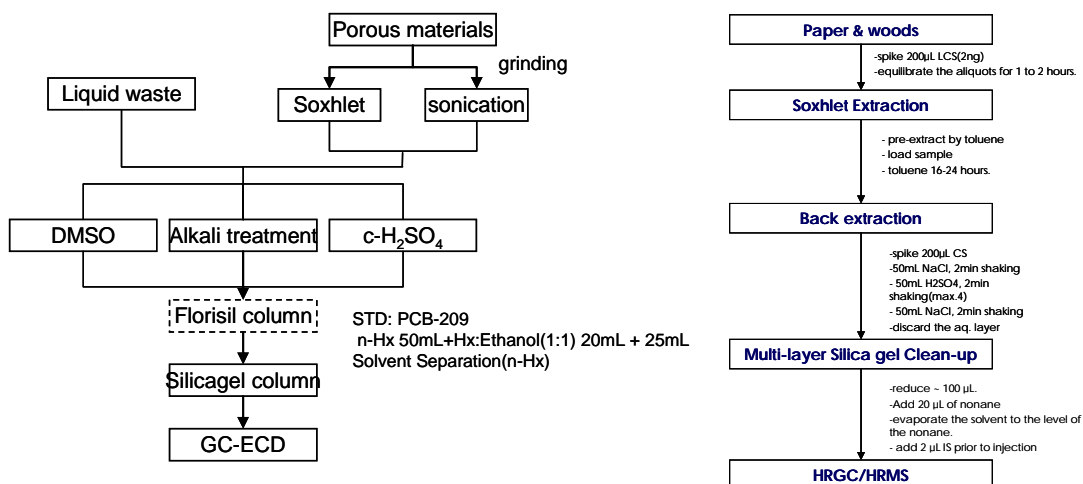 Porous materials
grinding
Liquid waste
Soxhlet
sonication
DMSO
Alkali treatment
c-H₂SO₄
Florisil column
STD: PCB-209
n-Hx 50mL+Hx:Ethanol(1:1) 20mL + 25mL
Solvent Separation(n-Hx)
Silicagel column
GC-ECD
Paper & woods
-spike 200µL LCS(2ng)
-equilibrate the aliquots for 1 to 2 hours.
Soxhlet Extraction
- pre-extract by toluene
- load sample
- toluene 16-24 hours.
Back extraction
-spike 200µL CS
-50mL NaCl, 2min shaking
- 50mL H2SO4, 2min
shaking(max.4)
- 50mL NaCl, 2min shaking
-discard the aq. layer
Multi-layer Silica gel Clean-up
-reduce ~ 100 µL.
-Add 20 µL of nonane
-evaporate the solvent to the level of
the nonane.
- add 2 µL IS prior to injection
HRGC/HRMS